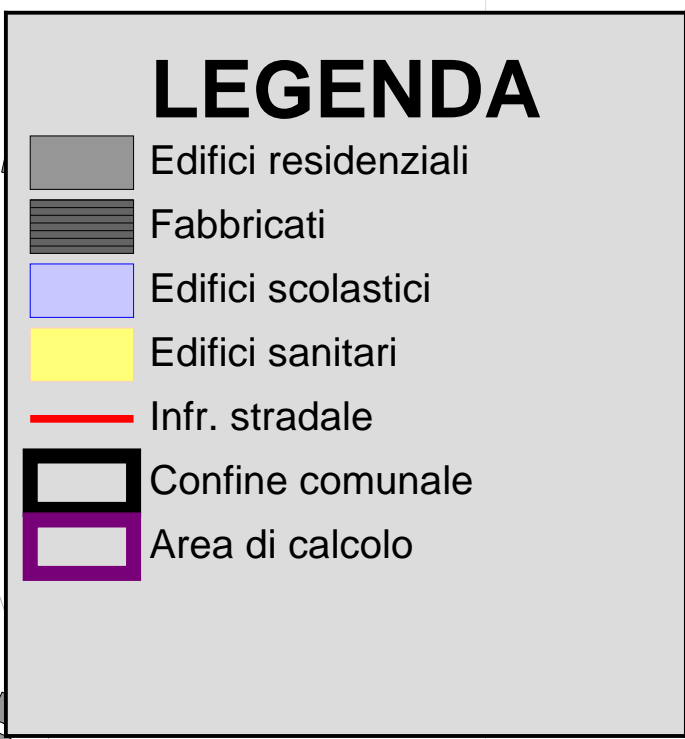 LEGENDA
Edifici residenziali
Fabbricati
Edifici scolastici
Edifici sanitari
Infr. stradale
Confine comunale
Area di calcolo